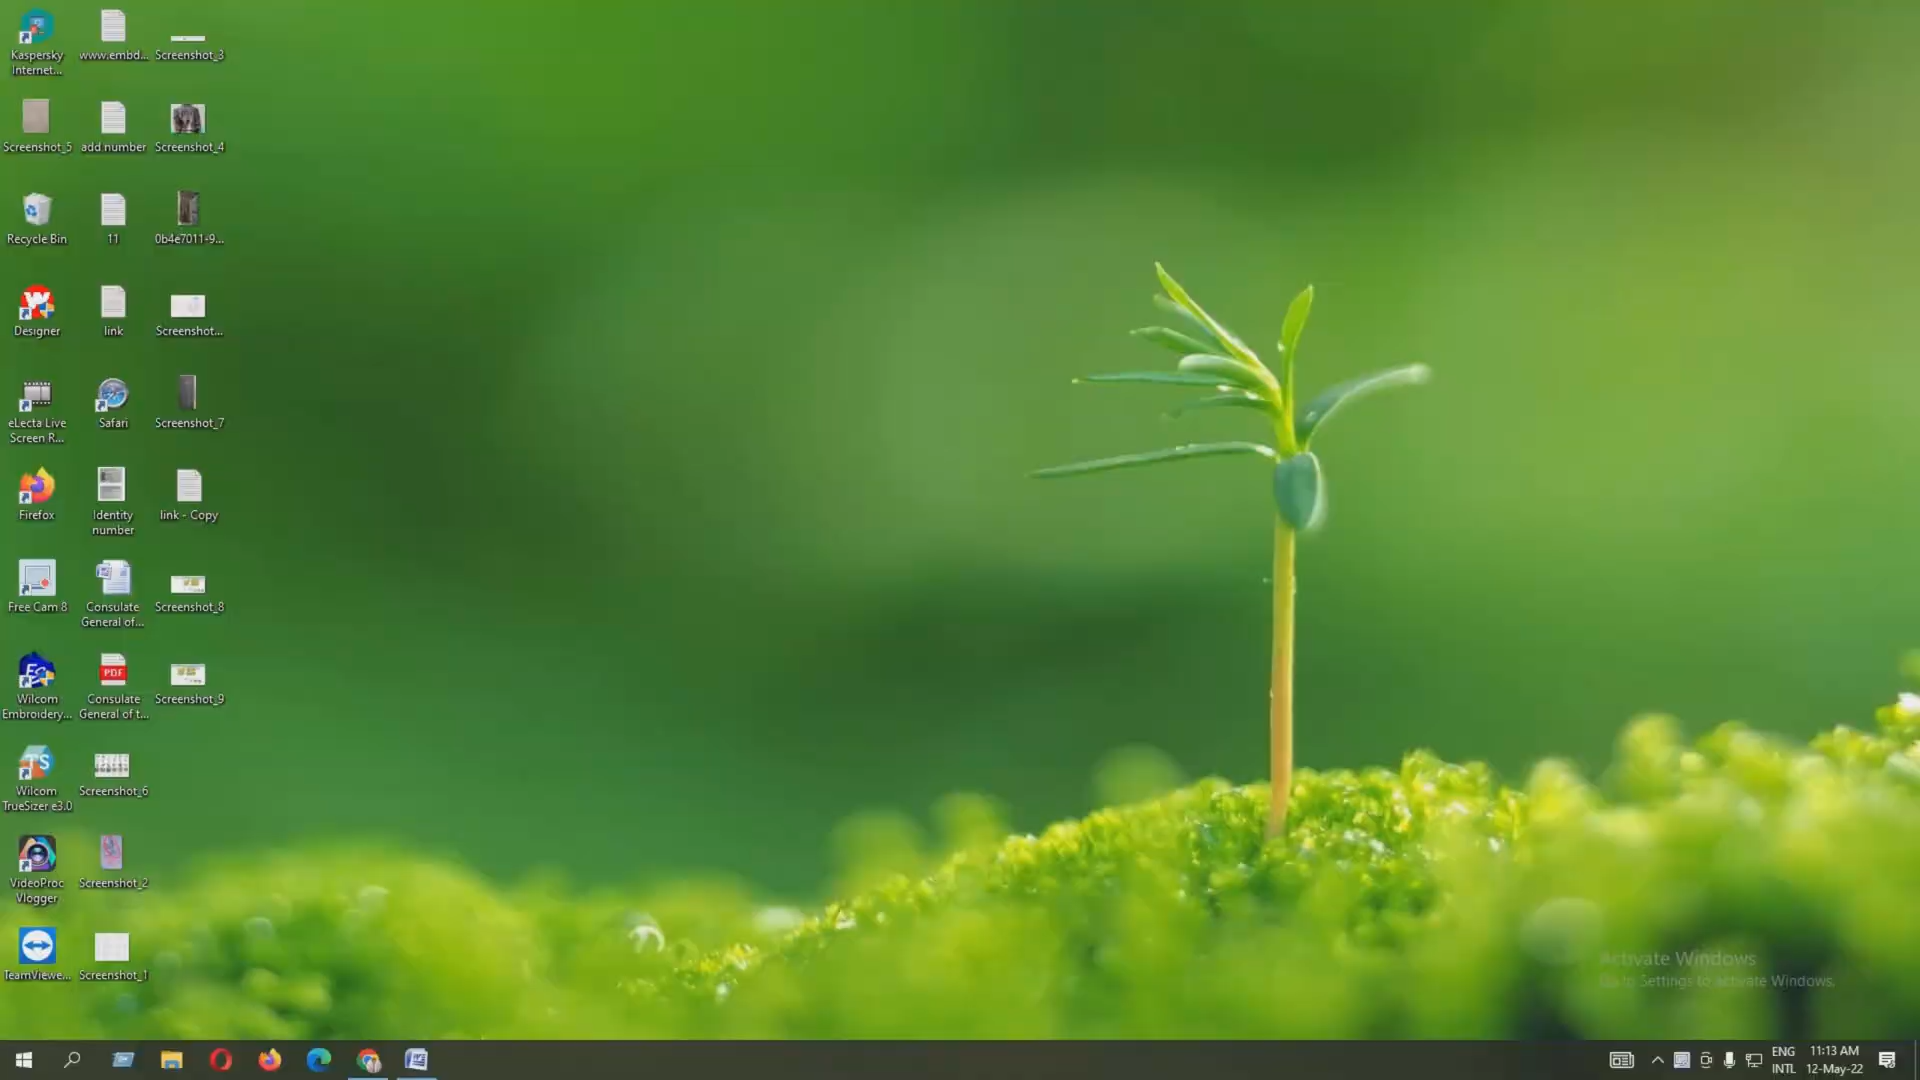 Kaspersky
Internet...
www.embd...
Screenshot_3
Screenshot_5
add number
Screenshot_4
Recycle Bin
11
0b4e7011-9...
Designer
link
Screenshot...
eLecta Live
Screen R...
Safari
Screenshot_7
Firefox
Identity
number
link - Copy
Free Cam 8
Consulate
General of...
Screenshot_8
Wilcom
Embroidery...
PDF
Consulate
General of t...
Screenshot_9
TS
Wilcom
TrueSizer e3.0
Screenshot_6
VideoProc
Vlogger
Screenshot_2
TeamViewe...
Screenshot_1
Activate Windows
Go to Settings to activate Windows.
ENG
INTL
11:13 AM
12-May-22